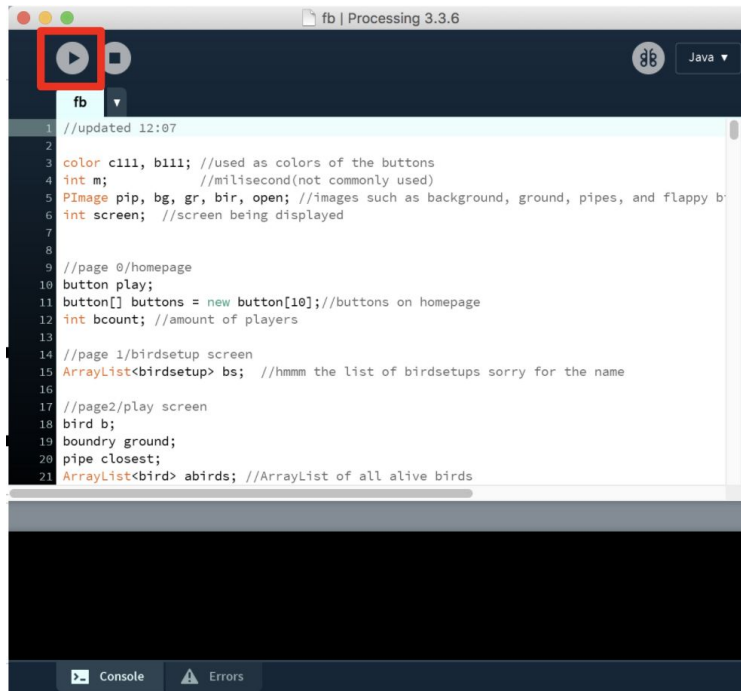 fb | Processing 3.3.6
Java
fb
1 //updated 12:07
2
3 color c111, b111; //used as colors of the buttons
4 int m; //milisecond(not commonly used)
5 PImage pip, bg, gr, bir, open; //images such as background, ground, pipes, and flappy b
6 int screen; //screen being displayed
7
8
9 //page 0/homepage
10 button play;
11 button[] buttons = new button[10];//buttons on homepage
12 int bcount; //amount of players
13
14 //page 1/birdsetup screen
15 ArrayList<birdsetup> bs; //hmmm the list of birdsetups sorry for the name
16
17 //page2/play screen
18 bird b;
19 boundry ground;
20 pipe closest;
21 ArrayList<bird> abirds; //ArrayList of all alive birds
Console
Errors